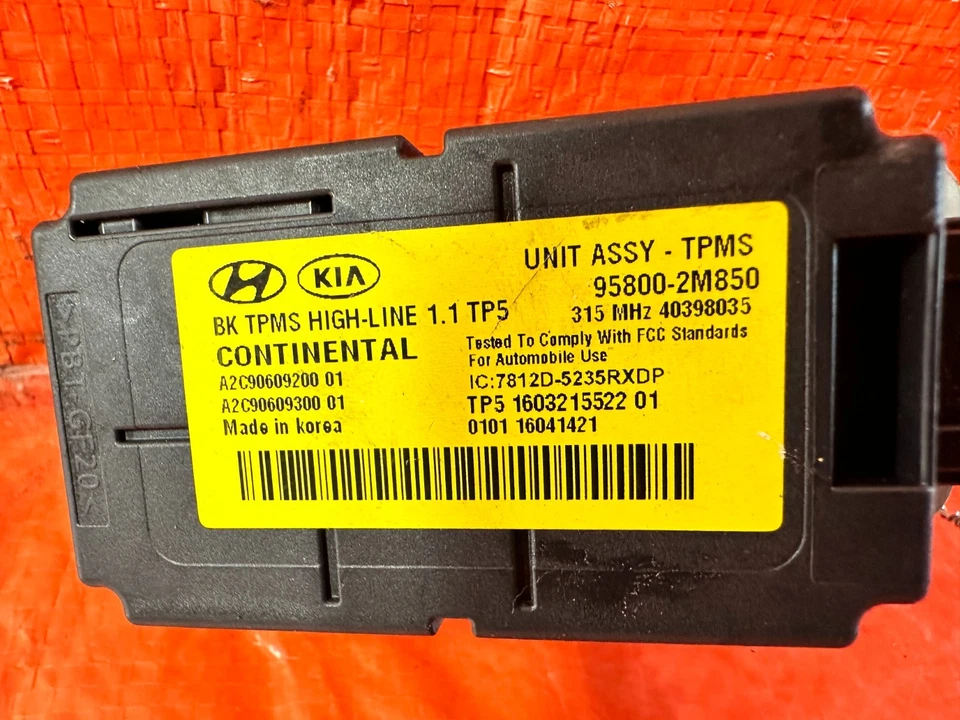 KIA
UNIT ASSY - TPMS
95800-2M850
BK TPMS HIGH-LINE 1.1 TP5
315 MHz 40398035
CONTINENTAL
Tested To Comply With FCC Standards
For Automobile Use
A2C90609200 01
IC:7812D-5235RXDP
A2C90609300 01
TP5 1603215522 01
Made in korea
0101 16041421
>PBT-GF20<